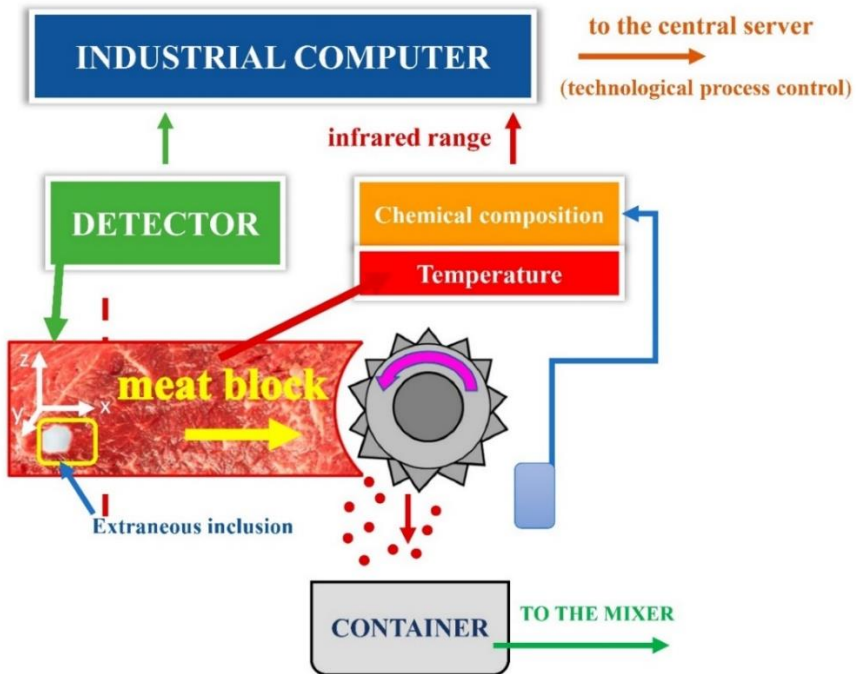 INDUSTRIAL COMPUTER
to the central server
(technological process control)
infrared range
DETECTOR
Chemical composition
Temperature
z
meat block
y
x
Extraneous inclusion
CONTAINER
TO THE MIXER